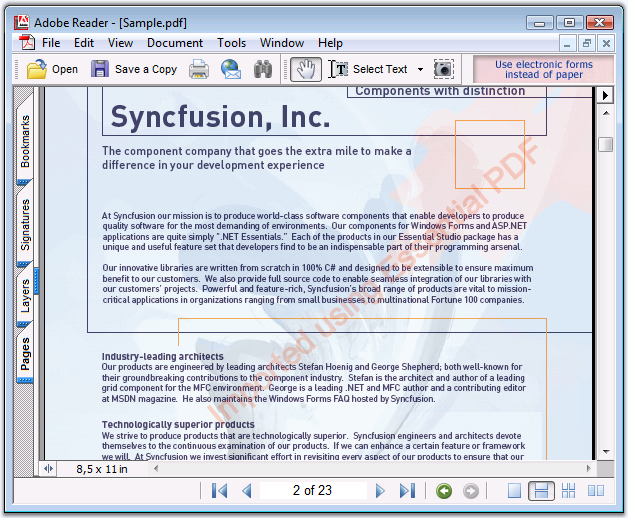 Adobe Reader - [Sample.pdf]
File Edit View Document Tools Window Help
Open Save a Copy Select Text Use electronic forms
instead of paper
Bookmarks
Signatures
Layers
Pages
Components with distinction
Syncfusion, Inc.
The component company that goes the extra mile to make a
difference in your development experience
At Syncfusion our mission is to produce world-class software components that enable developers to produce
quality software for the most demanding of environments. Our components for Windows Forms and ASP.NET
applications are quite simply ".NET Essentials." Each of the products in our Essential Studio package has a
unique and useful feature set that developers find to be an indispensable part of their programming arsenal.
Our innovative libraries are written from scratch in 100% C# and designed to be extensible to ensure maximum
benefit to our customers. We also provide full source code to enable seamless integration of our libraries with
our customers' projects. Powerful and feature-rich, Syncfusion's broad range of products are vital to mission-
critical applications in organizations ranging from small businesses to multinational Fortune 100 companies.
Imported using Essential PDF
Industry-leading architects
Our products are engineered by leading architects Stefan Hoenig and George Shepherd; both well-known for
their groundbreaking contributions to the component industry. Stefan is the architect and author of a leading
grid component for the MFC environment. George is a leading .NET and MFC author and a contributing editor
at MSDN magazine. He also maintains the Windows Forms FAQ hosted by Syncfusion.
Technologically superior products
We strive to produce products that are technologically superior. Syncfusion engineers and architects devote
themselves to the continuous examination of our products. If we can enhance a certain feature or framework
we will. At Syncfusion we invest significant effort in revisiting every aspect of our products to ensure that our
8,5 x 11 in
2 of 23